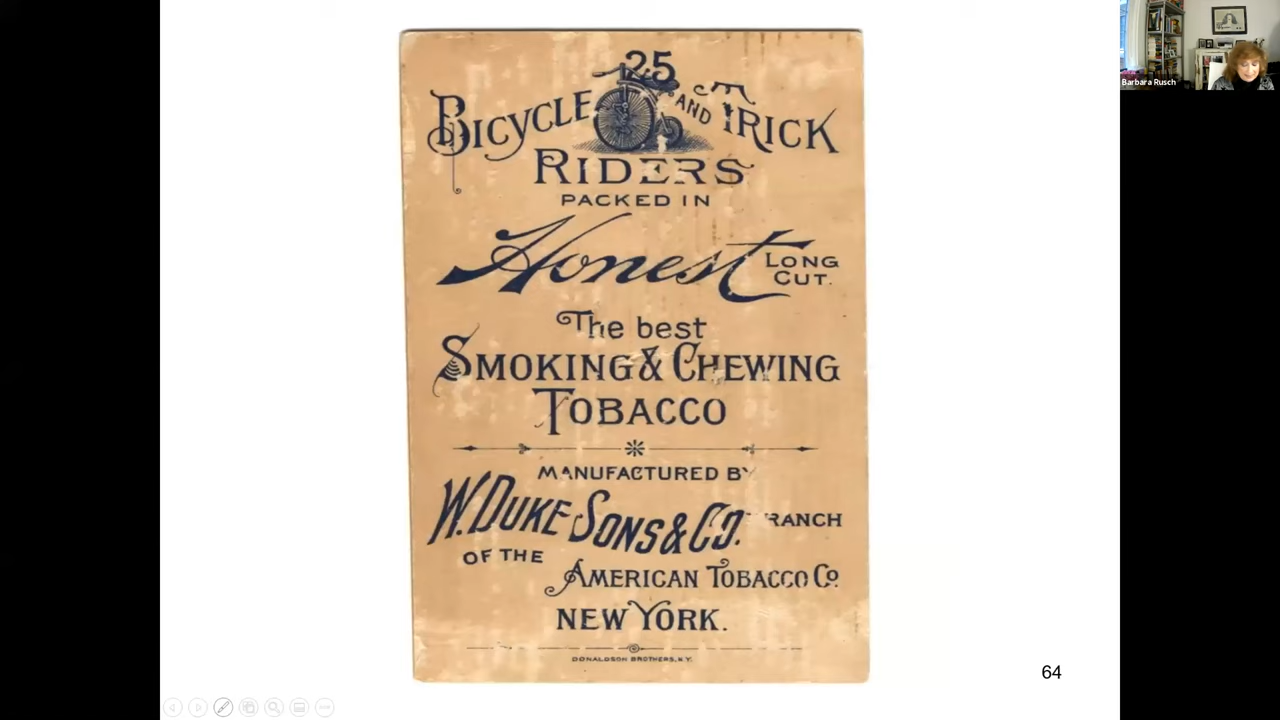 25
BICYCLE AND TRICK
RIDERS
PACKED IN
Honest LONG CUT.
The best
SMOKING & CHEWING
TOBACCO
MANUFACTURED BY
W. DUKE SONS & CO. BRANCH
OF THE
AMERICAN TOBACCO Co.
NEW YORK.
DONALDSON BROTHERS, N.Y.
64
Barbara Rusch